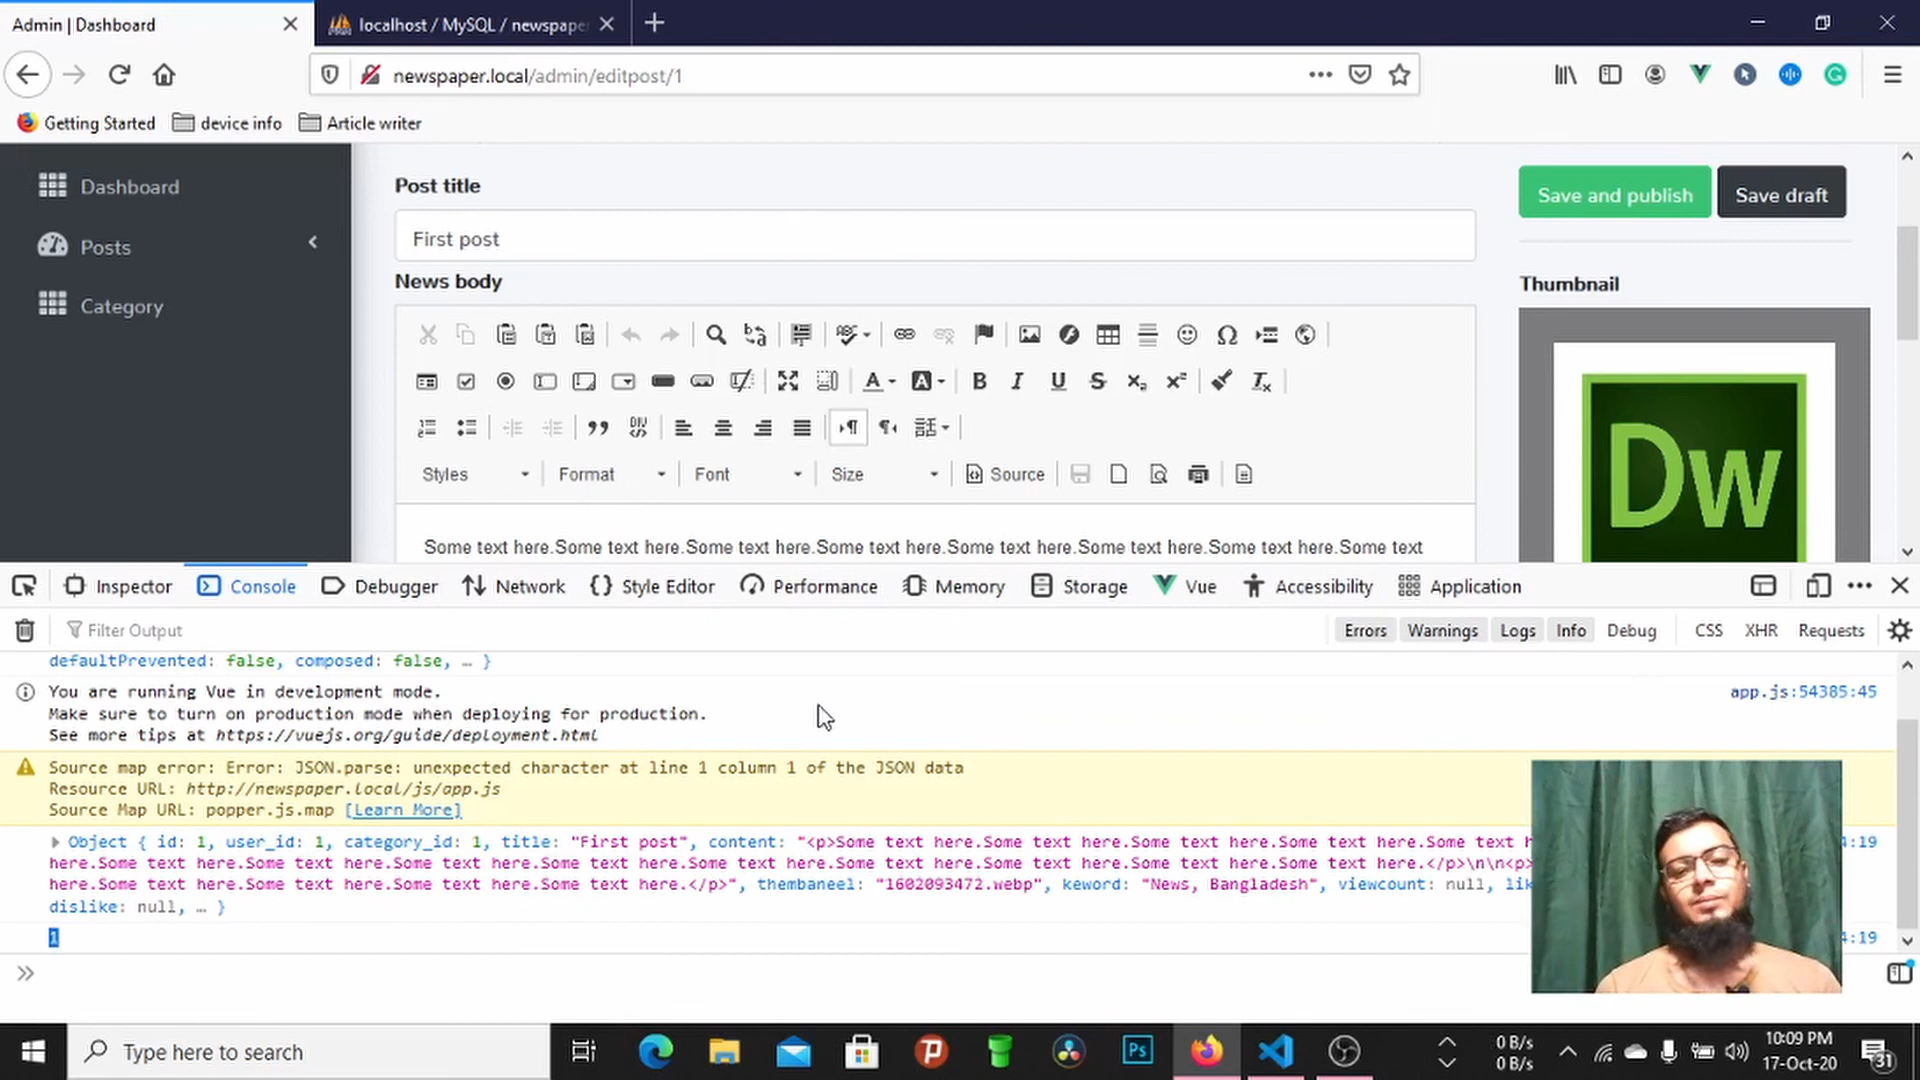 Admin | Dashboard
localhost / MySQL / newspape
newspaper.local/admin/editpost/1
Getting Started
device info
Article writer
Dashboard
Posts
Category
Post title
First post
Save and publish
Save draft
News body
Thumbnail
Styles
Format
Font
Size
Source
Dw
Some text here.Some text here.Some text here.Some text here.Some text here.Some text here.Some text here.Some text
Inspector
Console
Debugger
Network
Style Editor
Performance
Memory
Storage
Vue
Accessibility
Application
Filter Output
Errors
Warnings
Logs
Info
Debug
CSS
XHR
Requests
defaultPrevented: false, composed: false, … }
You are running Vue in development mode.
app.js:54385:45
Make sure to turn on production mode when deploying for production.
See more tips at https://vuejs.org/guide/deployment.html
Source map error: Error: JSON.parse: unexpected character at line 1 column 1 of the JSON data
Resource URL: http://newspaper.local/js/app.js
Source Map URL: popper.js.map [Learn More]
Object { id: 1, user_id: 1, category_id: 1, title: "First post", content: "<p>Some text here.Some text here.Some text here.Some text here.Some text h
4:19
here.Some text here.Some text here.Some text here.Some text here.Some text here.Some text here.Some text here.Some text here.</p>\n\n<p>
here.Some text here.Some text here.Some text here.Some text here.</p>", thembaneel: "1602093472.webp", keword: "News, Bangladesh", viewcount: null, lik
dislike: null, … }
1
4:19
Type here to search
Ps
0 B/s
0 B/s
10:09 PM
17-Oct-20
31